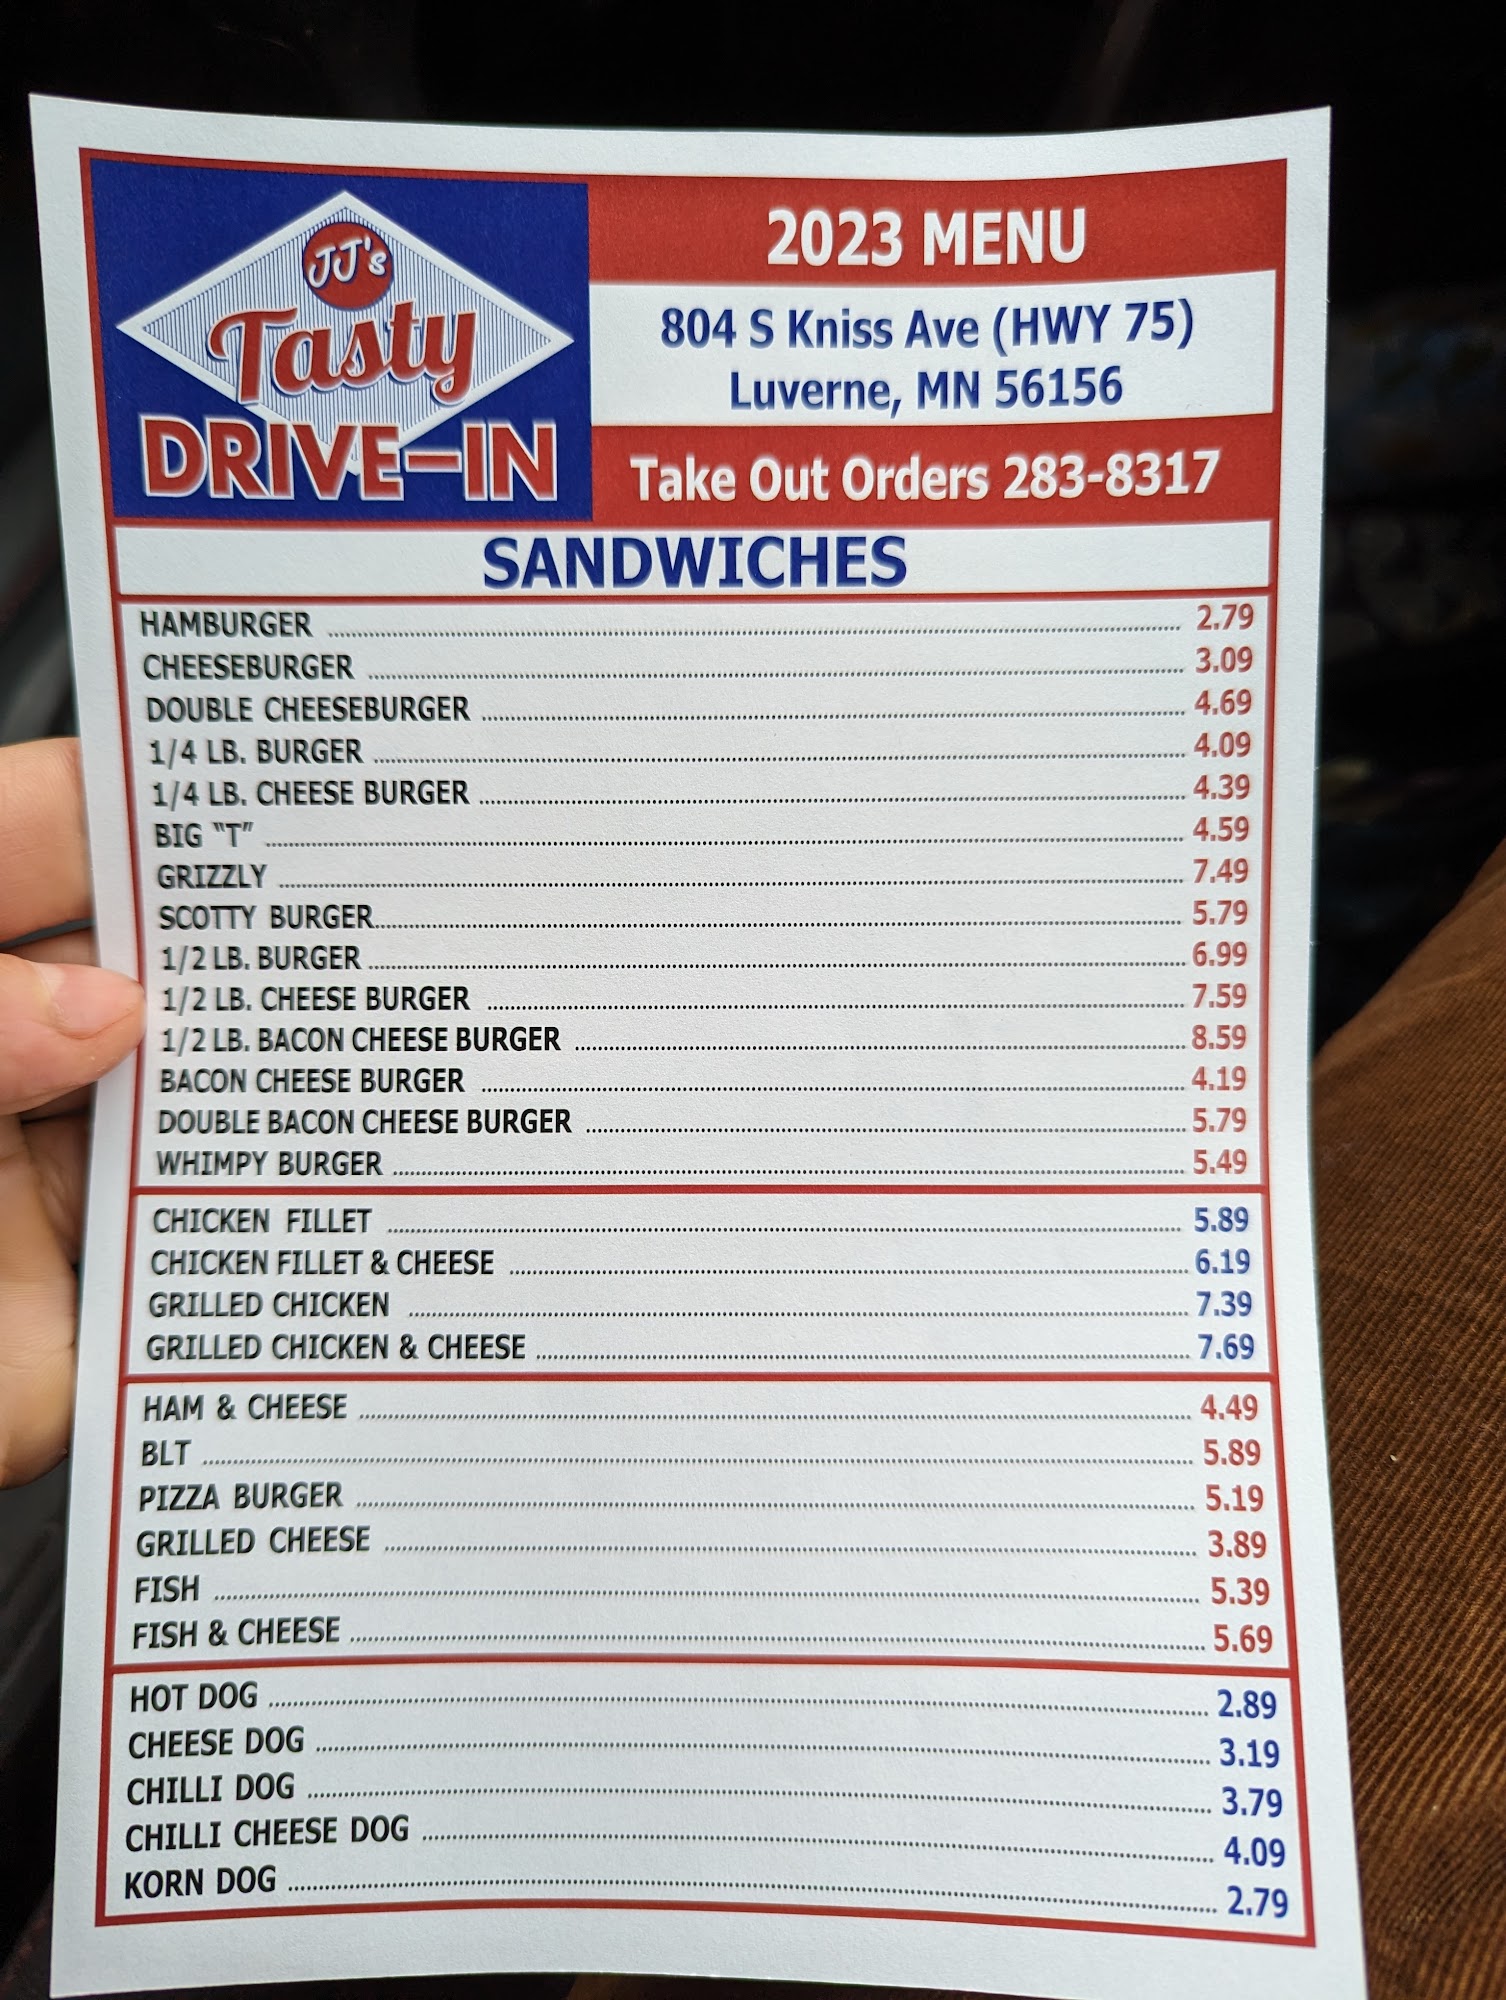 JJ's
Tasty
DRIVE-IN
2023 MENU
804 S Kniss Ave (HWY 75)
Luverne, MN 56156
Take Out Orders 283-8317
SANDWICHES
HAMBURGER 2.79
CHEESEBURGER 3.09
DOUBLE CHEESEBURGER 4.69
1/4 LB. BURGER 4.09
1/4 LB. CHEESE BURGER 4.39
BIG "T" 4.59
GRIZZLY 7.49
SCOTTY BURGER 5.79
1/2 LB. BURGER 6.99
1/2 LB. CHEESE BURGER 7.59
1/2 LB. BACON CHEESE BURGER 8.59
BACON CHEESE BURGER 4.19
DOUBLE BACON CHEESE BURGER 5.79
WHIMPY BURGER 5.49
CHICKEN FILLET 5.89
CHICKEN FILLET & CHEESE 6.19
GRILLED CHICKEN 7.39
GRILLED CHICKEN & CHEESE 7.69
HAM & CHEESE 4.49
BLT 5.89
PIZZA BURGER 5.19
GRILLED CHEESE 3.89
FISH 5.39
FISH & CHEESE 5.69
HOT DOG 2.89
CHEESE DOG 3.19
CHILLI DOG 3.79
CHILLI CHEESE DOG 4.09
KORN DOG 2.79